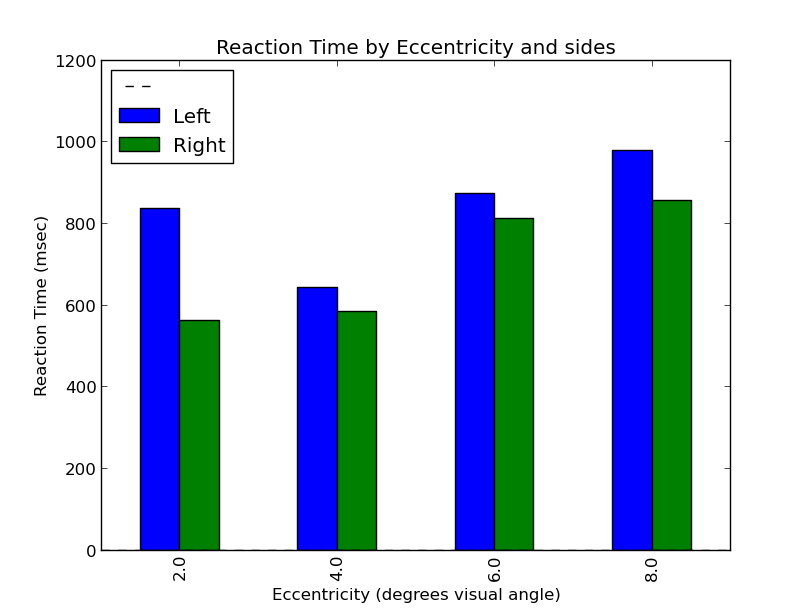 Reaction Time by Eccentricity and sides
1200
1000
800
600
400
200
0
Reaction Time (msec)
Left
Right
2.0
4.0
6.0
8.0
Eccentricity (degrees visual angle)